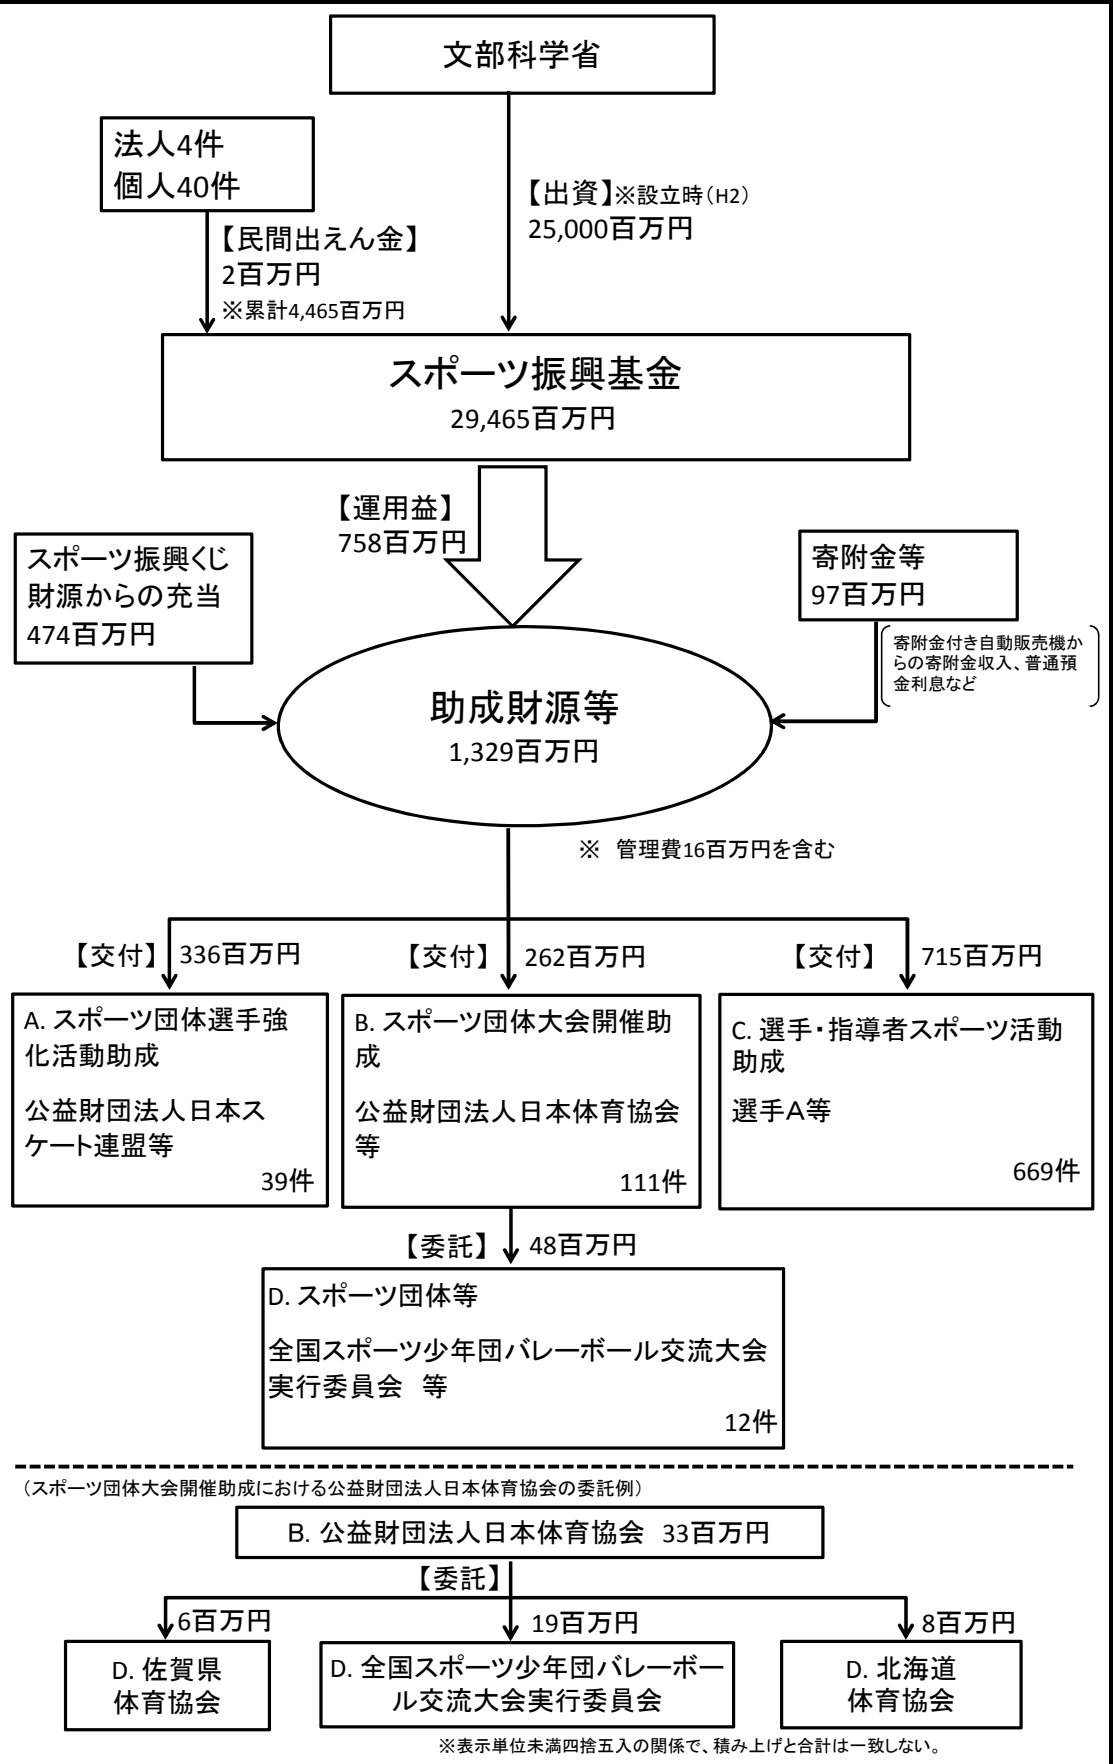 文部科学省
法人4件
個人40件
【出資】※設立時（H2）
25,000百万円
【民間出えん金】
2百万円
※累計4,465百万円
スポーツ振興基金
29,465百万円
【運用益】
758百万円
スポーツ振興くじ
財源からの充当
474百万円
寄附金等
97百万円
寄附金付き自動販売機か
らの寄附金収入、普通預
金利息など
助成財源等
1,329百万円
※　管理費16百万円を含む
【交付】 336百万円
【交付】 262百万円
【交付】 715百万円
A. スポーツ団体選手強
化活動助成
公益財団法人日本ス
ケート連盟等
39件
B. スポーツ団体大会開催助
成
公益財団法人日本体育協会
等
111件
C. 選手・指導者スポーツ活動
助成
選手Ａ等
669件
【委託】 48百万円
D. スポーツ団体等
全国スポーツ少年団バレーボール交流大会
実行委員会　等
12件
（スポーツ団体大会開催助成における公益財団法人日本体育協会の委託例）
B. 公益財団法人日本体育協会　33百万円
【委託】
6百万円
19百万円
8百万円
D. 佐賀県
体育協会
D. 全国スポーツ少年団バレーボー
ル交流大会実行委員会
D. 北海道
体育協会
※表示単位未満四捨五入の関係で、積み上げと合計は一致しない。